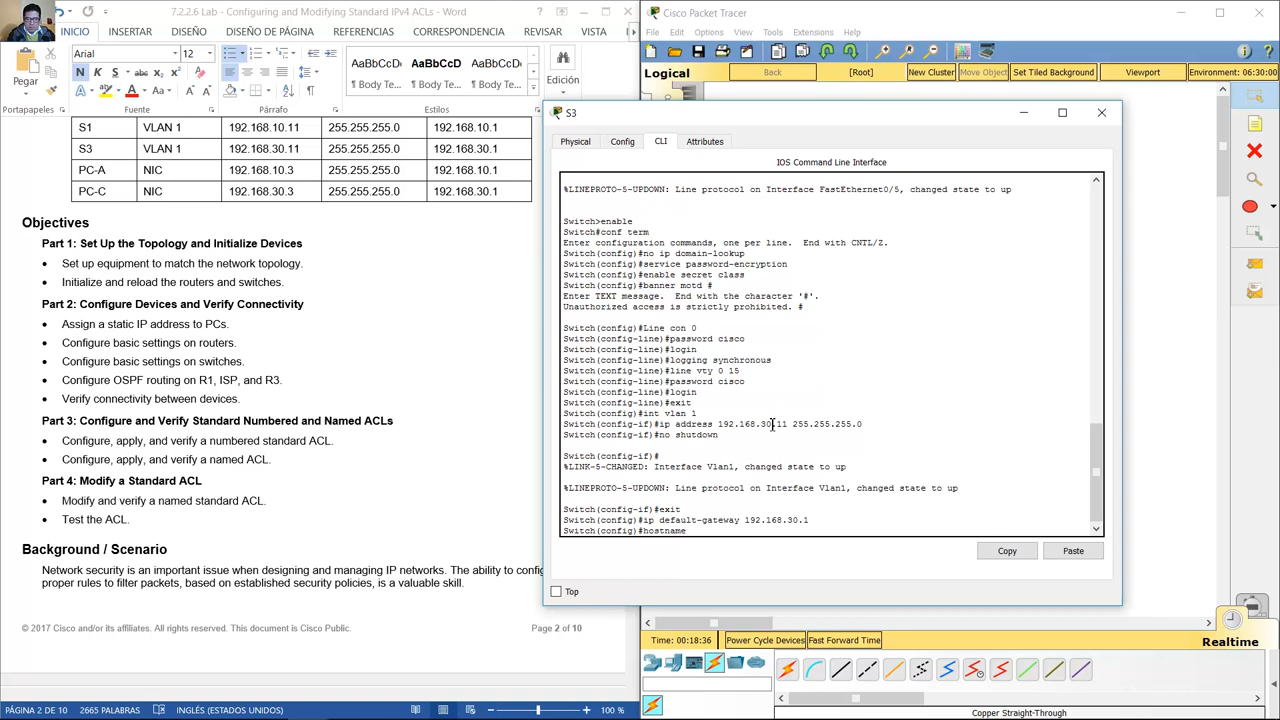 7.2.2.6 Lab - Configuring and Modifying Standard IPv4 ACLs - Word
INICIO
INSERTAR
DISEÑO
DISEÑO DE PÁGINA
REFERENCIAS
CORRESPONDENCIA
REVISAR
VISTA
Pegar
Arial
12
AaBbCcD AaBbCcD AaBbCcD
¶ Body Te... ¶ Body Te... ¶ Body Te...
Edición
Portapapeles
Fuente
Párrafo
Estilos
S1 VLAN 1 192.168.10.11 255.255.255.0 192.168.10.1
S3 VLAN 1 192.168.30.11 255.255.255.0 192.168.30.1
PC-A NIC 192.168.10.3 255.255.255.0 192.168.10.1
PC-C NIC 192.168.30.3 255.255.255.0 192.168.30.1
Objectives
Part 1: Set Up the Topology and Initialize Devices
• Set up equipment to match the network topology.
• Initialize and reload the routers and switches.
Part 2: Configure Devices and Verify Connectivity
• Assign a static IP address to PCs.
• Configure basic settings on routers.
• Configure basic settings on switches.
• Configure OSPF routing on R1, ISP, and R3.
• Verify connectivity between devices.
Part 3: Configure and Verify Standard Numbered and Named ACLs
• Configure, apply, and verify a numbered standard ACL.
• Configure, apply, and verify a named ACL.
Part 4: Modify a Standard ACL
• Modify and verify a named standard ACL.
• Test the ACL.
Background / Scenario
Network security is an important issue when designing and managing IP networks. The ability to config
proper rules to filter packets, based on established security policies, is a valuable skill.
© 2017 Cisco and/or its affiliates. All rights reserved. This document is Cisco Public.
Page 2 of 10
PÁGINA 2 DE 10
2665 PALABRAS
INGLÉS (ESTADOS UNIDOS)
100 %
Cisco Packet Tracer
File Edit Options View Tools Extensions Help
Logical
Back
[Root]
New Cluster
Move Object
Set Tiled Background
Viewport
Environment: 06:30:00
S3
Physical Config CLI Attributes
IOS Command Line Interface
%LINEPROTO-5-UPDOWN: Line protocol on Interface FastEthernet0/5, changed state to up
Switch>enable
Switch#conf term
Enter configuration commands, one per line. End with CNTL/Z.
Switch(config)#no ip domain-lookup
Switch(config)#service password-encryption
Switch(config)#enable secret class
Switch(config)#banner motd #
Enter TEXT message. End with the character '#'.
Unauthorized access is strictly prohibited. #
Switch(config)#Line con 0
Switch(config-line)#password cisco
Switch(config-line)#login
Switch(config-line)#logging synchronous
Switch(config-line)#line vty 0 15
Switch(config-line)#password cisco
Switch(config-line)#login
Switch(config-line)#exit
Switch(config)#int vlan 1
Switch(config-if)#ip address 192.168.30.11 255.255.255.0
Switch(config-if)#no shutdown
Switch(config-if)#
%LINK-5-CHANGED: Interface Vlan1, changed state to up
%LINEPROTO-5-UPDOWN: Line protocol on Interface Vlan1, changed state to up
Switch(config-if)#exit
Switch(config)#ip default-gateway 192.168.30.1
Switch(config)#hostname
Copy
Paste
Top
Time: 00:18:36
Power Cycle Devices
Fast Forward Time
Realtime
Copper Straight-Through